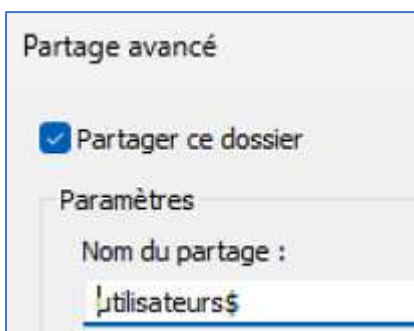 Partage avancé
Partager ce dossier
Paramètres
Nom du partage :
utilisateurs$